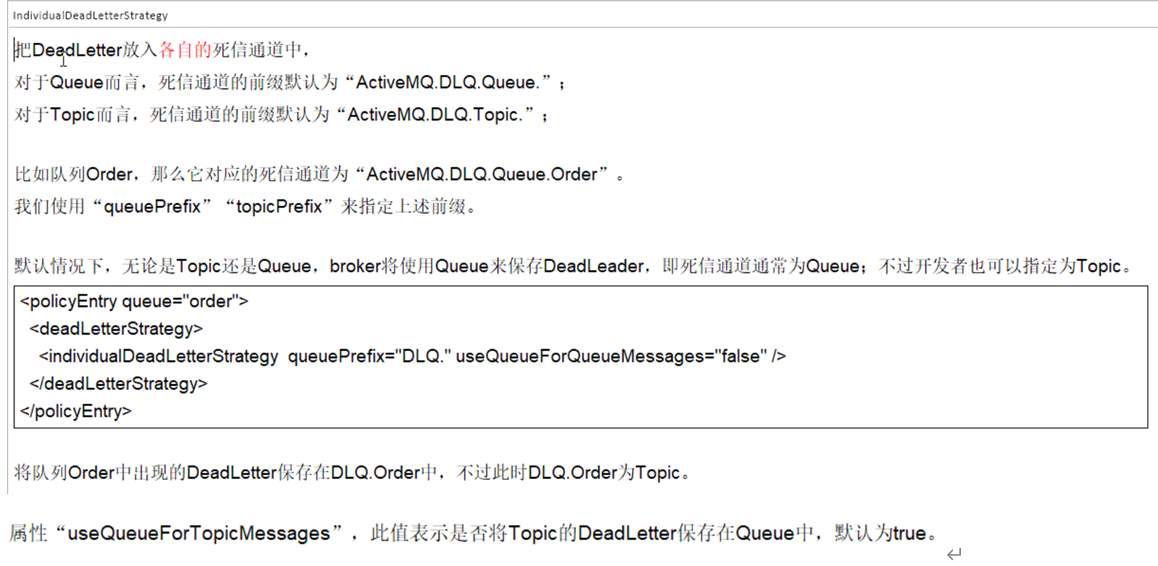 IndividualDeadLetterStrategy
把DeadLetter放入各自的死信通道中，
对于Queue而言，死信通道的前缀默认为“ActiveMQ.DLQ.Queue.”；
对于Topic而言，死信通道的前缀默认为“ActiveMQ.DLQ.Topic.”；
比如队列Order，那么它对应的死信通道为“ActiveMQ.DLQ.Queue.Order”。
我们使用“queuePrefix”“topicPrefix”来指定上述前缀。
默认情况下，无论是Topic还是Queue，broker将使用Queue来保存DeadLeader，即死信通道通常为Queue；不过开发者也可以指定为Topic。
<policyEntry queue="order">
<deadLetterStrategy>
<individualDeadLetterStrategy queuePrefix="DLQ." useQueueForQueueMessages="false" />
</deadLetterStrategy>
</policyEntry>
将队列Order中出现的DeadLetter保存在DLQ.Order中，不过此时DLQ.Order为Topic。
属性“useQueueForTopicMessages”，此值表示是否将Topic的DeadLetter保存在Queue中，默认为true。